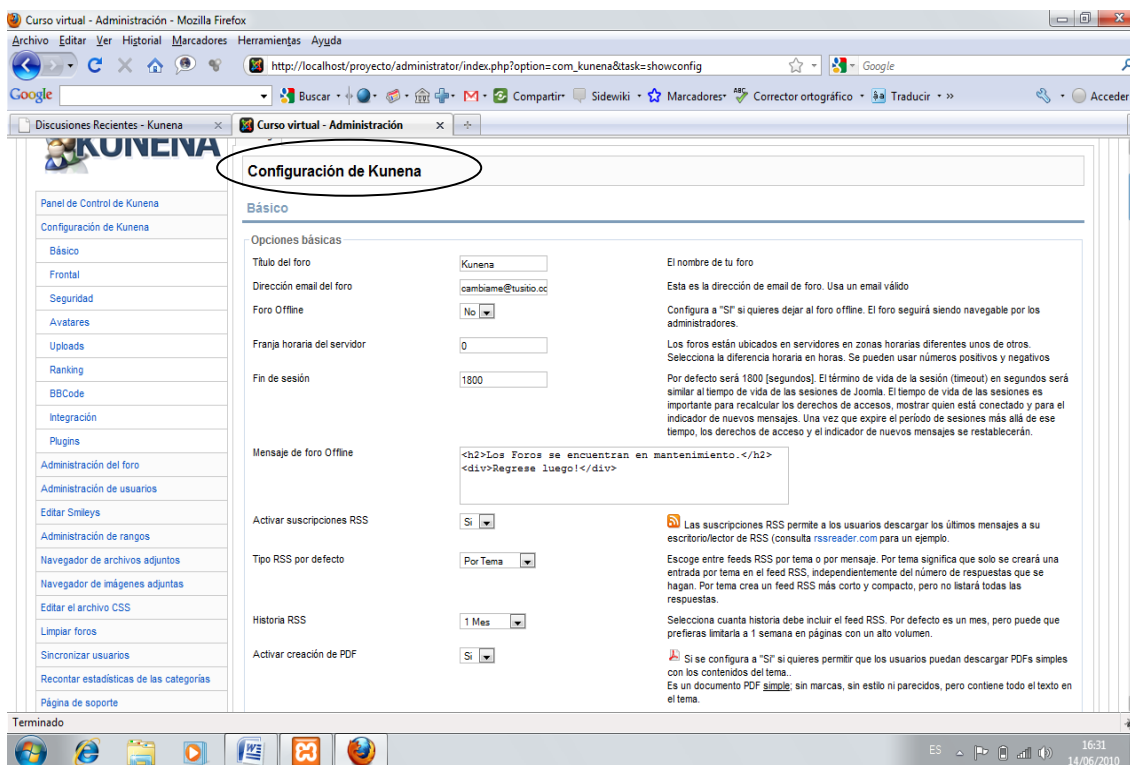 Curso virtual - Administración - Mozilla Firefox
Archivo Editar Ver Historial Marcadores Herramientas Ayuda
http://localhost/proyecto/administrator/index.php?option=com_kunena&task=showconfig
Google
Google
Buscar
Compartir
Sidewiki
Marcadores
Corrector ortográfico
Traducir
»
Acceder
Discusiones Recientes - Kunena
Curso virtual - Administración
KUNENA
Configuración de Kunena
Panel de Control de Kunena
Configuración de Kunena
Básico
Frontal
Seguridad
Avatares
Uploads
Ranking
BBCode
Integración
Plugins
Administración del foro
Administración de usuarios
Editar Smileys
Administración de rangos
Navegador de archivos adjuntos
Navegador de imágenes adjuntas
Editar el archivo CSS
Limpiar foros
Sincronizar usuarios
Recontar estadísticas de las categorías
Página de soporte
Básico
Opciones bàsicas
Título del foro
Kunena
El nombre de tu foro
Dirección email del foro
cambiame@tusitio.cc
Esta es la dirección de email de foro. Usa un email válido
Foro Offline
No
Configura a "SI" si quieres dejar al foro offline. El foro seguirá siendo navegable por los
administradores.
Franja horaria del servidor
0
Los foros están ubicados en servidores en zonas horarias diferentes unos de otros.
Selecciona la diferencia horaria en horas. Se pueden usar números positivos y negativos
Fin de sesión
1800
Por defecto será 1800 [segundos]. El término de vida de la sesión (timeout) en segundos será
similar al tiempo de vida de las sesiones de Joomla. El tiempo de vida de las sesiones es
importante para recalcular los derechos de accesos, mostrar quien está conectado y para el
indicador de nuevos mensajes. Una vez que expire el período de sesiones más allá de ese
tiempo, los derechos de acceso y el indicador de nuevos mensajes se restablecerán.
Mensaje de foro Offline
<h2>Los Foros se encuentran en mantenimiento.</h2>
<div>Regrese luego!</div>
Activar suscripciones RSS
Si
Las suscripciones RSS permite a los usuarios descargar los últimos mensajes a su
escritorio/lector de RSS (consulta rssreader.com para un ejemplo.
Tipo RSS por defecto
Por Tema
Escoge entre feeds RSS por tema o por mensaje. Por tema significa que solo se creará una
entrada por tema en el feed RSS, independientemente del número de respuestas que se
hagan. Por tema crea un feed RSS más corto y compacto, pero no listará todas las
respuestas.
Historia RSS
1 Mes
Selecciona cuanta historia debe incluir el feed RSS. Por defecto es un mes, pero puede que
prefieras limitarla a 1 semana en páginas con un alto volumen.
Activar creación de PDF
Si
Si se configura a "Sí" si quieres permitir que los usuarios puedan descargar PDFs simples
con los contenidos del tema..
Es un documento PDF simple; sin marcas, sin estilo ni parecidos, pero contiene todo el texto en
el tema.
Terminado
ES
16:31
14/06/2010